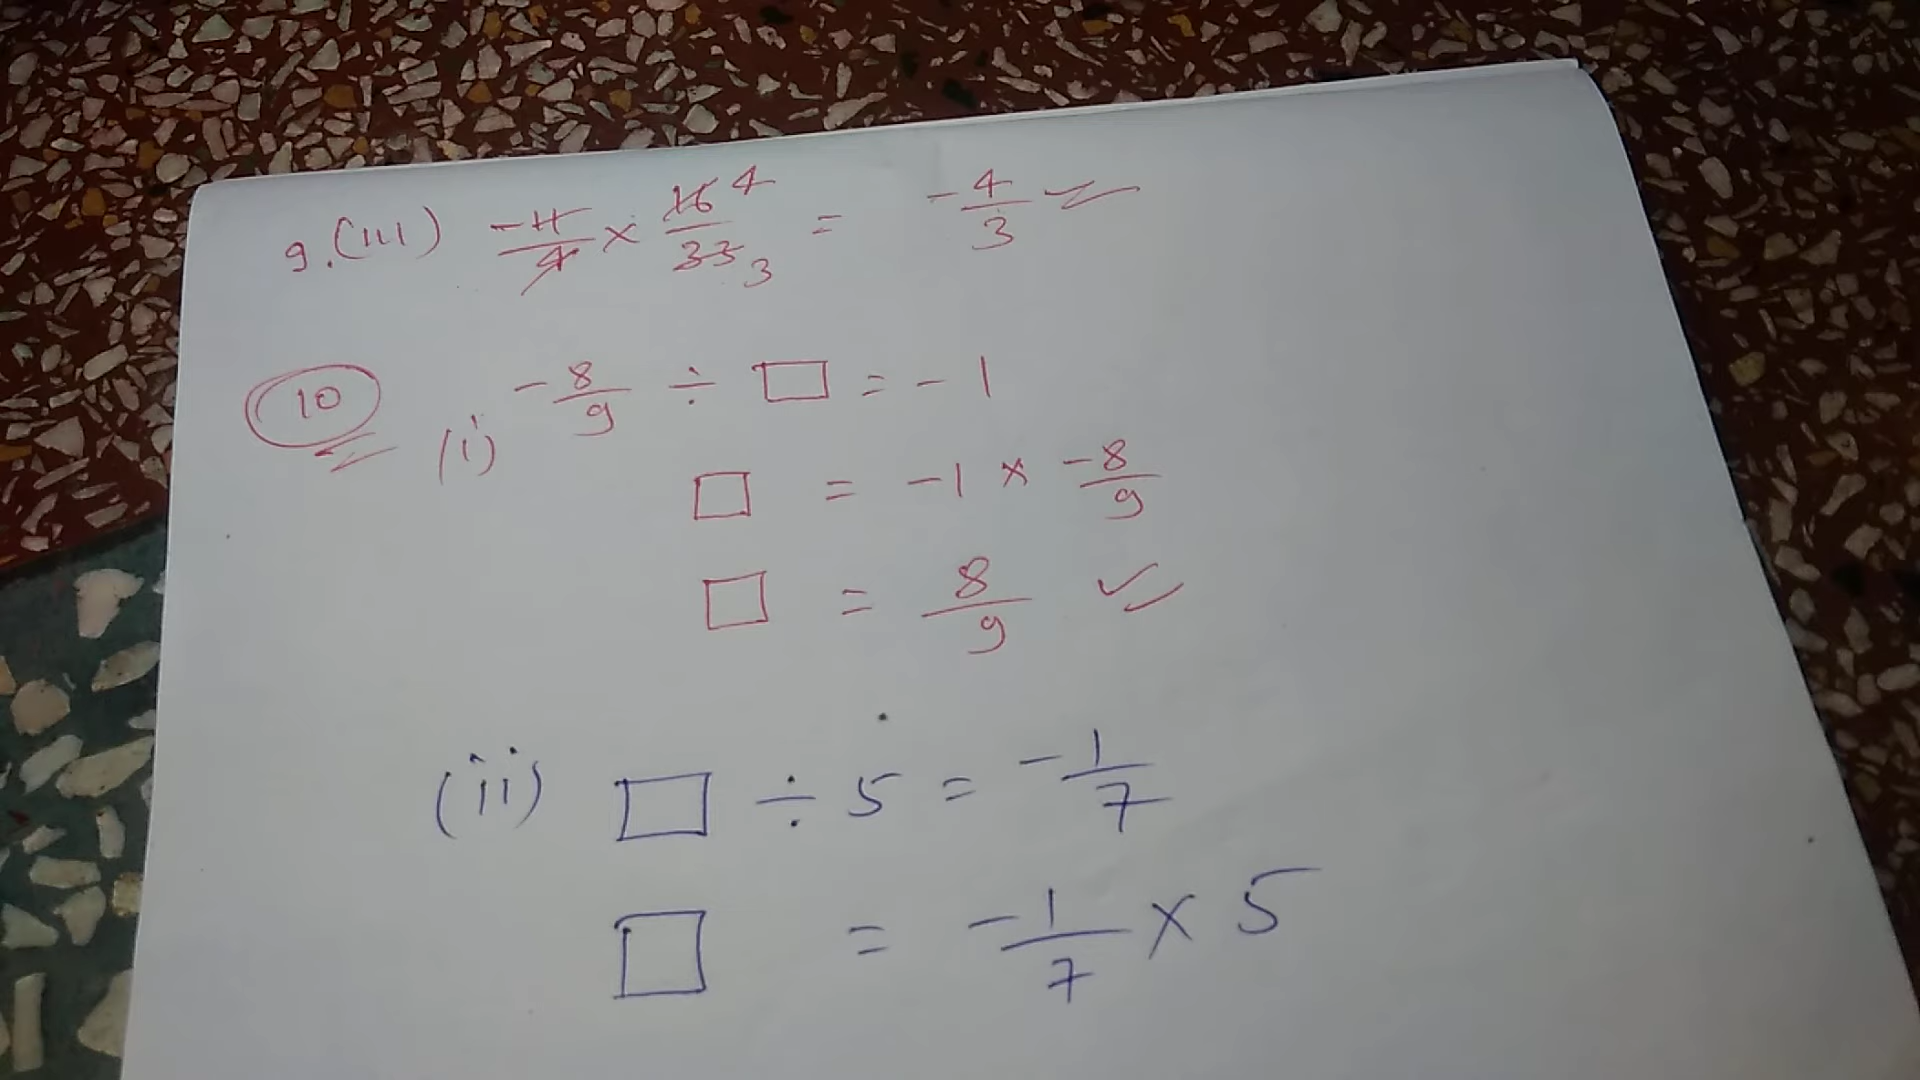 9.(iii) -11/4 × 16/33 4 3 = -4/3
10
(i) -8/9 ÷ □ = -1
□ = -1 × -8/9
□ = 8/9
(ii) □ ÷ 5 = -1/7
□ = -1/7 × 5